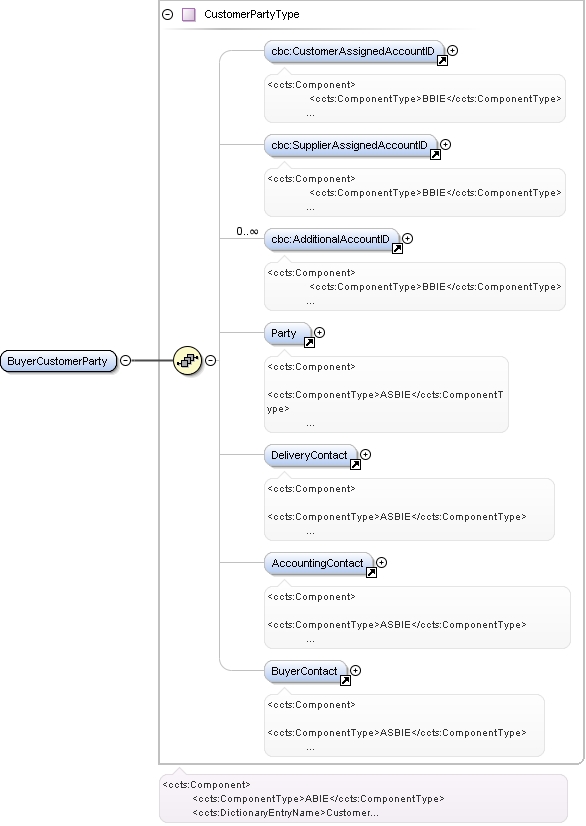 CustomerPartyType
cbc:CustomerAssignedAccountID
<ccts:Component>
<ccts:ComponentType>BBIE</ccts:ComponentType>
...
cbc:SupplierAssignedAccountID
<ccts:Component>
<ccts:ComponentType>BBIE</ccts:ComponentType>
...
0..∞
cbc:AdditionalAccountID
<ccts:Component>
<ccts:ComponentType>BBIE</ccts:ComponentType>
...
Party
<ccts:Component>
<ccts:ComponentType>ASBIE</ccts:ComponentT
ype>
...
BuyerCustomerParty
DeliveryContact
<ccts:Component>
<ccts:ComponentType>ASBIE</ccts:ComponentType>
...
AccountingContact
<ccts:Component>
<ccts:ComponentType>ASBIE</ccts:ComponentType>
...
BuyerContact
<ccts:Component>
<ccts:ComponentType>ASBIE</ccts:ComponentType>
...
<ccts:Component>
<ccts:ComponentType>ABIE</ccts:ComponentType>
<ccts:DictionaryEntryName>Customer...